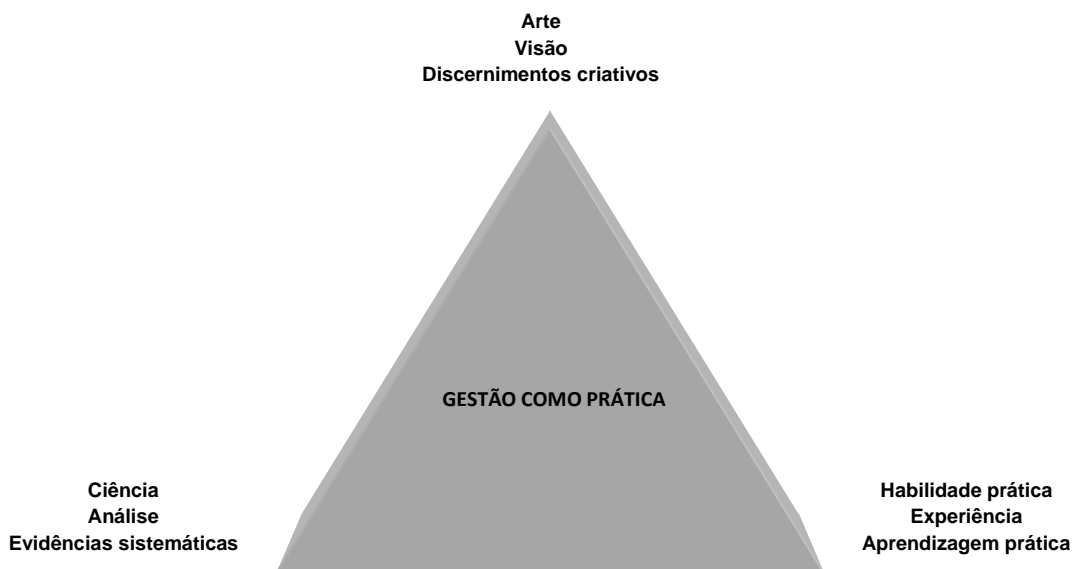 Arte
Visão
Discernimentos criativos
GESTÃO COMO PRÁTICA
Ciência
Análise
Evidências sistemáticas
Habilidade prática
Experiência
Aprendizagem prática